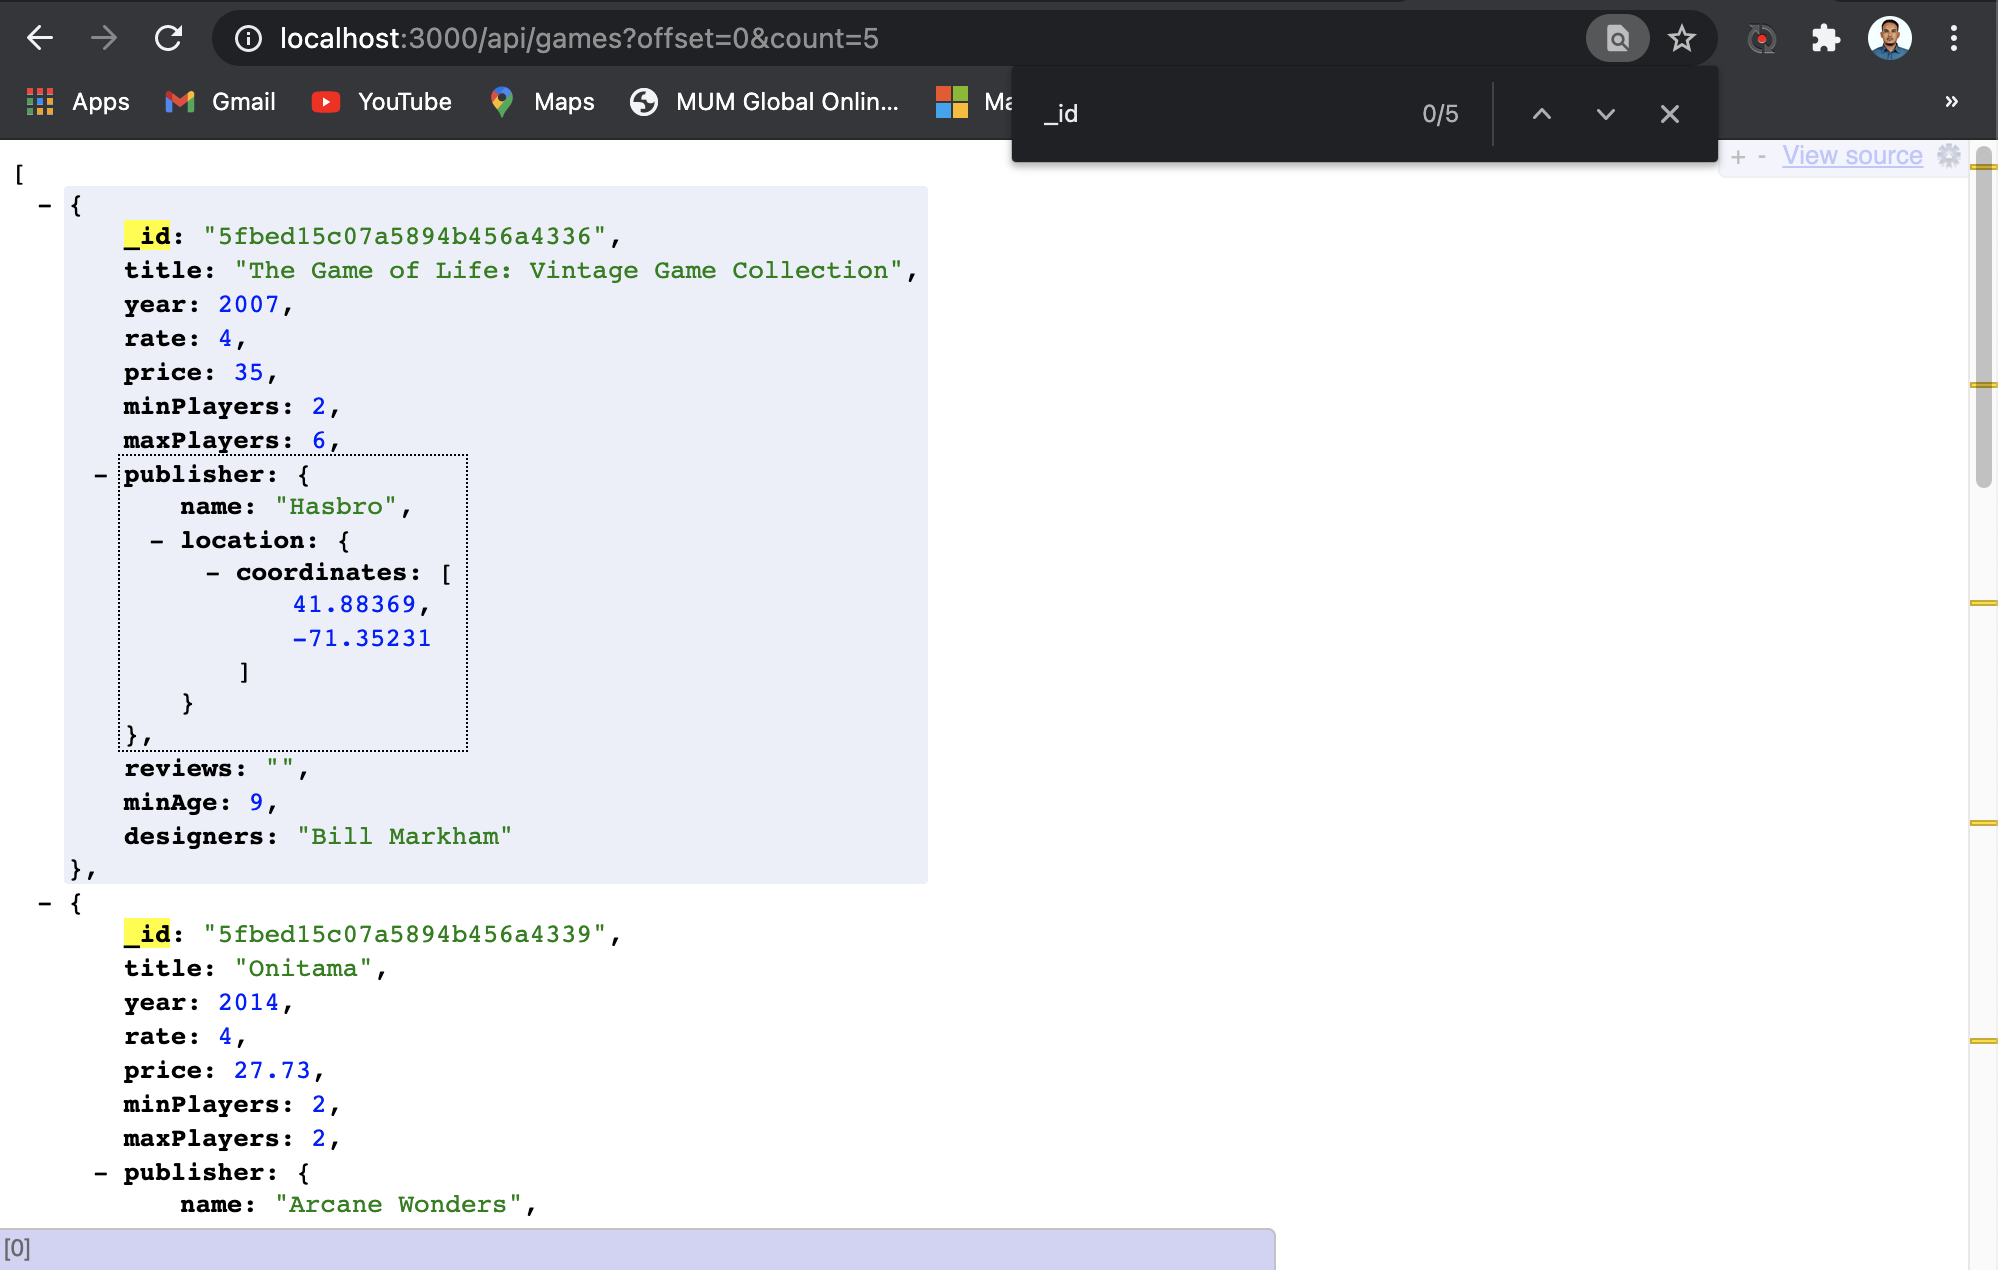 localhost:3000/api/games?offset=0&count=5
Apps Gmail YouTube Maps MUM Global Onlin... Ma »
_id 0/5
+ - View source
[
- {
_id: "5fbed15c07a5894b456a4336",
title: "The Game of Life: Vintage Game Collection",
year: 2007,
rate: 4,
price: 35,
minPlayers: 2,
maxPlayers: 6,
- publisher: {
name: "Hasbro",
- location: {
- coordinates: [
41.88369,
-71.35231
]
}
},
reviews: "",
minAge: 9,
designers: "Bill Markham"
},
- {
_id: "5fbed15c07a5894b456a4339",
title: "Onitama",
year: 2014,
rate: 4,
price: 27.73,
minPlayers: 2,
maxPlayers: 2,
- publisher: {
name: "Arcane Wonders",
[0]